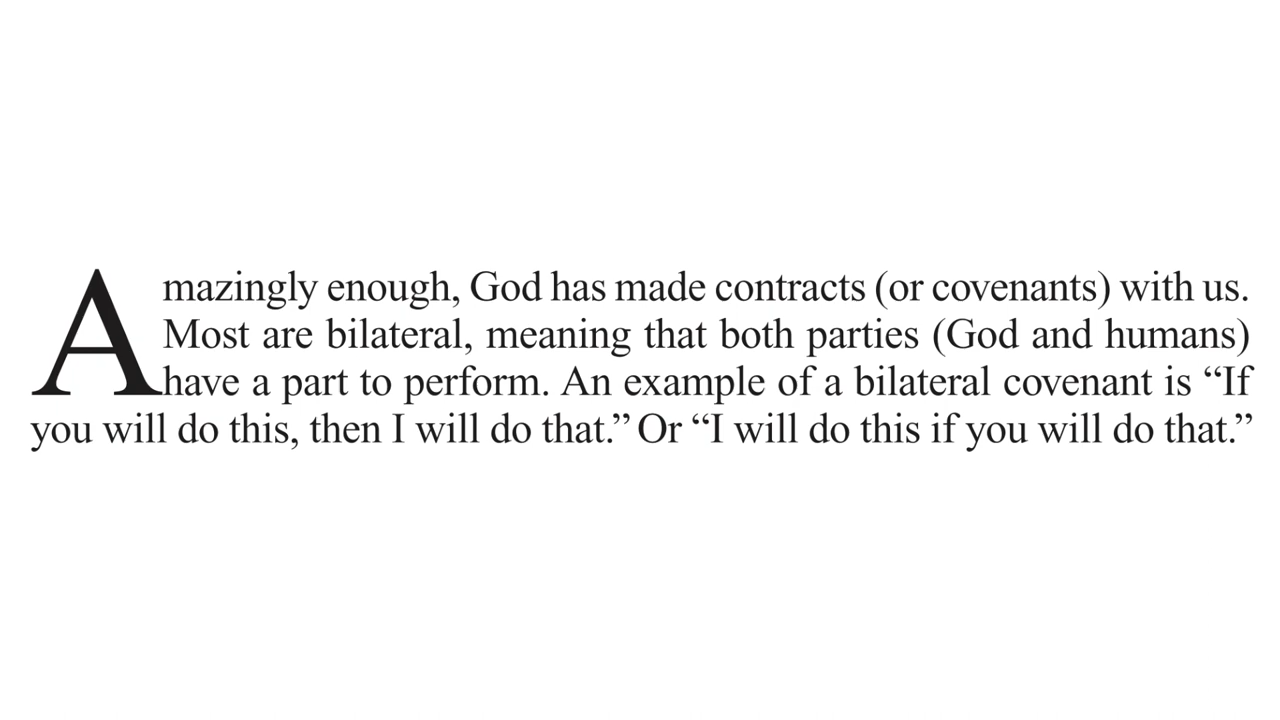 Amazingly enough, God has made contracts (or covenants) with us.
Most are bilateral, meaning that both parties (God and humans)
have a part to perform. An example of a bilateral covenant is “If
you will do this, then I will do that.” Or “I will do this if you will do that.”